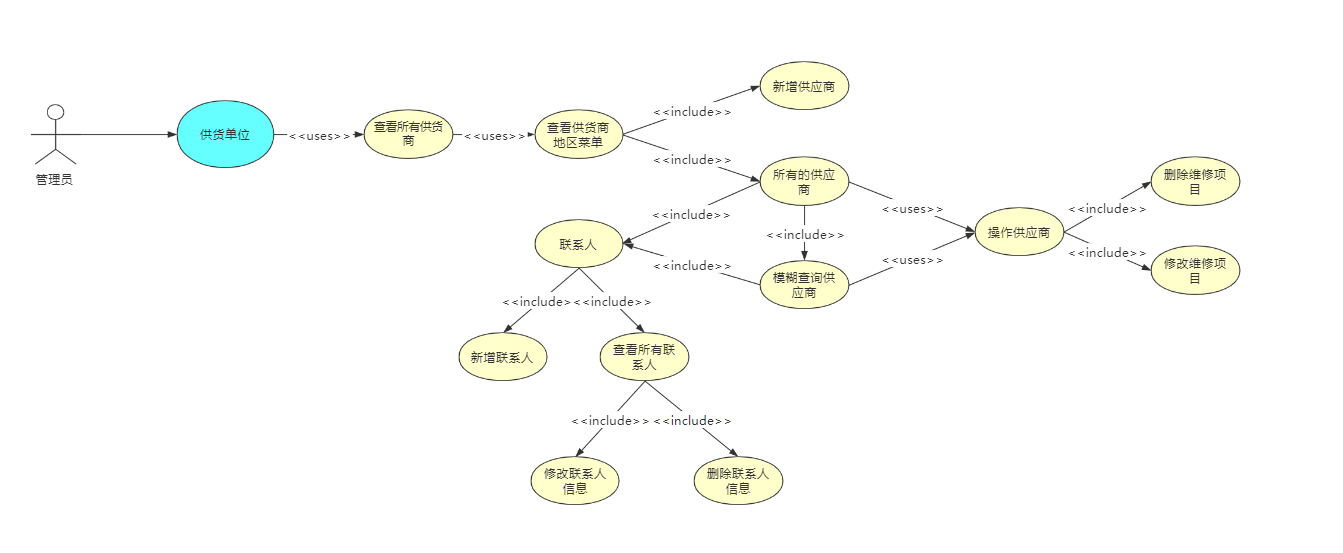 新增供应商
<<include>>
供货单位
<<uses>>
查看所有供货
商
<<uses>>
查看供货商
地区菜单
管理员
<<include>>
所有的供应
商
删除维修项
目
<<include>>
<<uses>>
<<include>>
联系人
<<include>>
操作供应商
<<include>>
<<include>>
<<uses>>
模糊查询供
应商
修改维修项
目
<<include>
<<include>>
新增联系人
查看所有联
系人
<<include>>
<<include>>
修改联系人
信息
删除联系人
信息